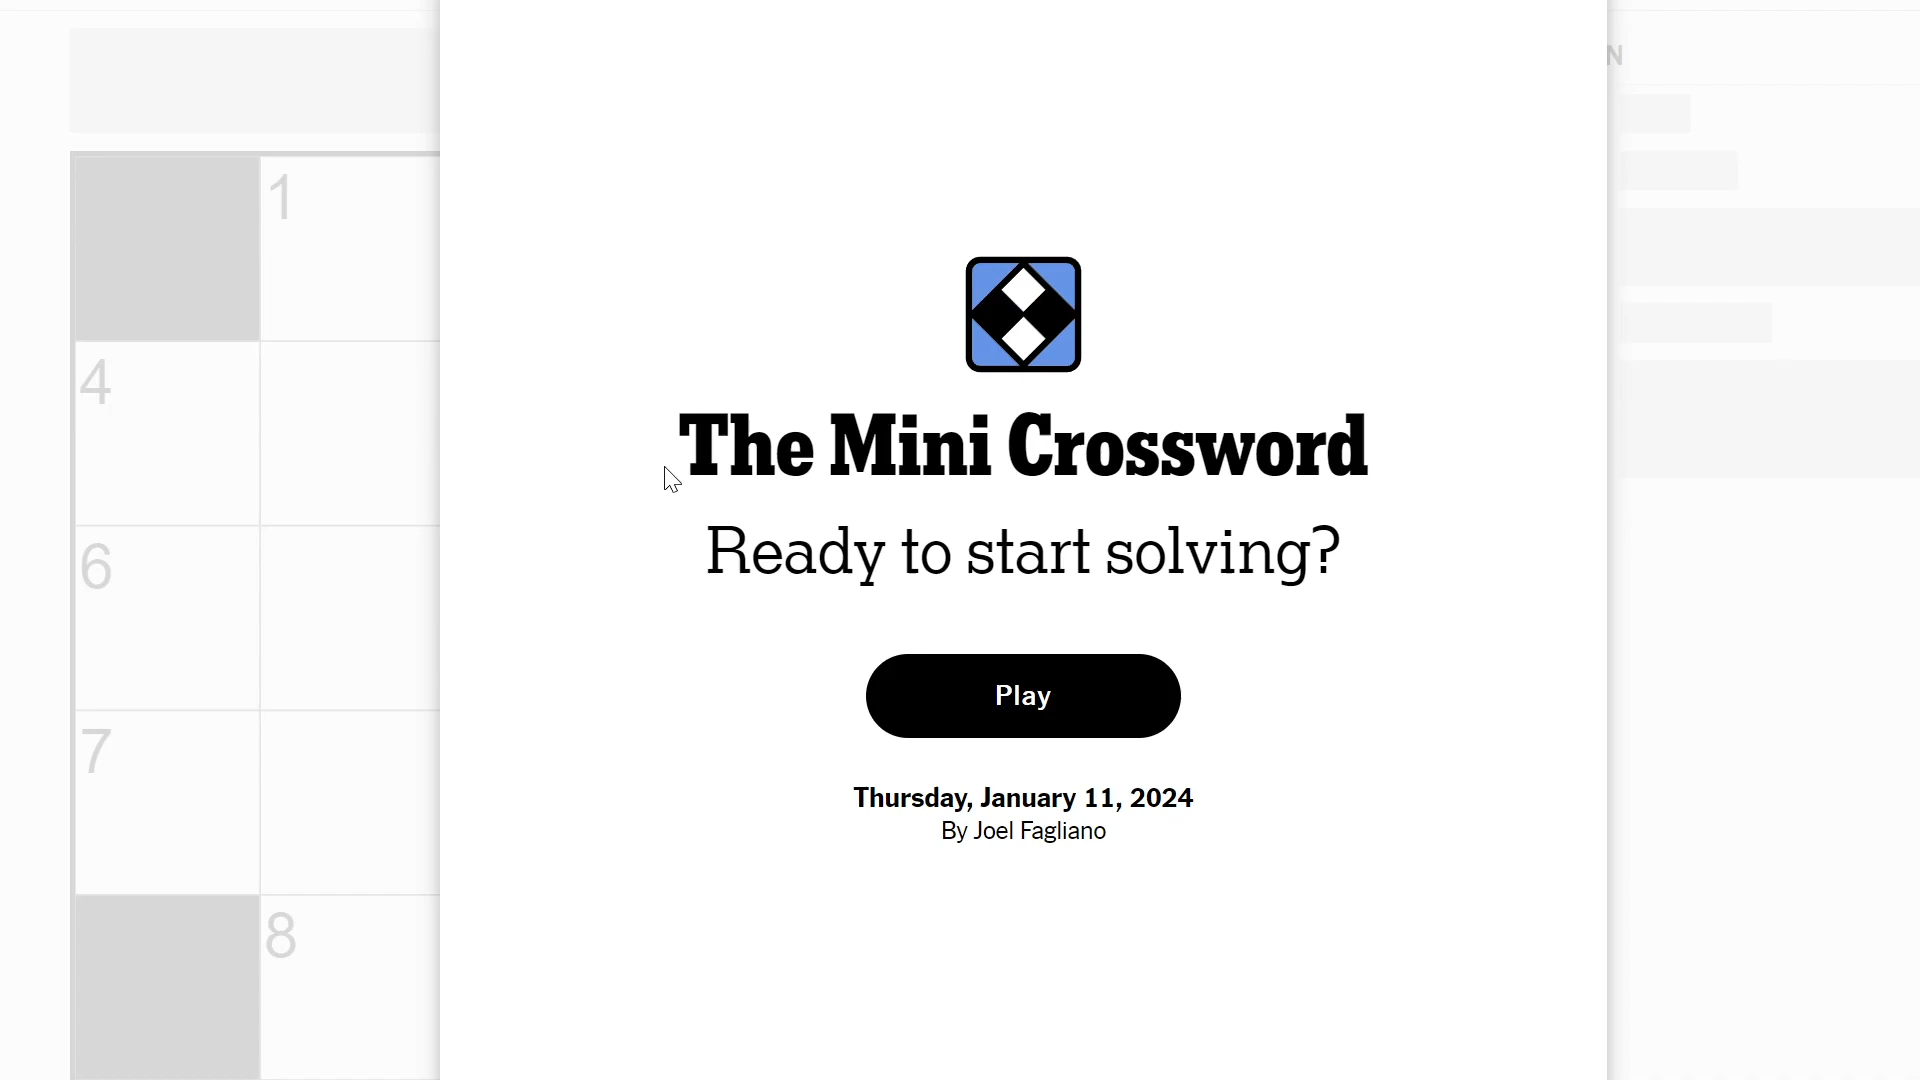 N
1
4
6
7
8
The Mini Crossword
Ready to start solving?
Play
Thursday, January 11, 2024
By Joel Fagliano